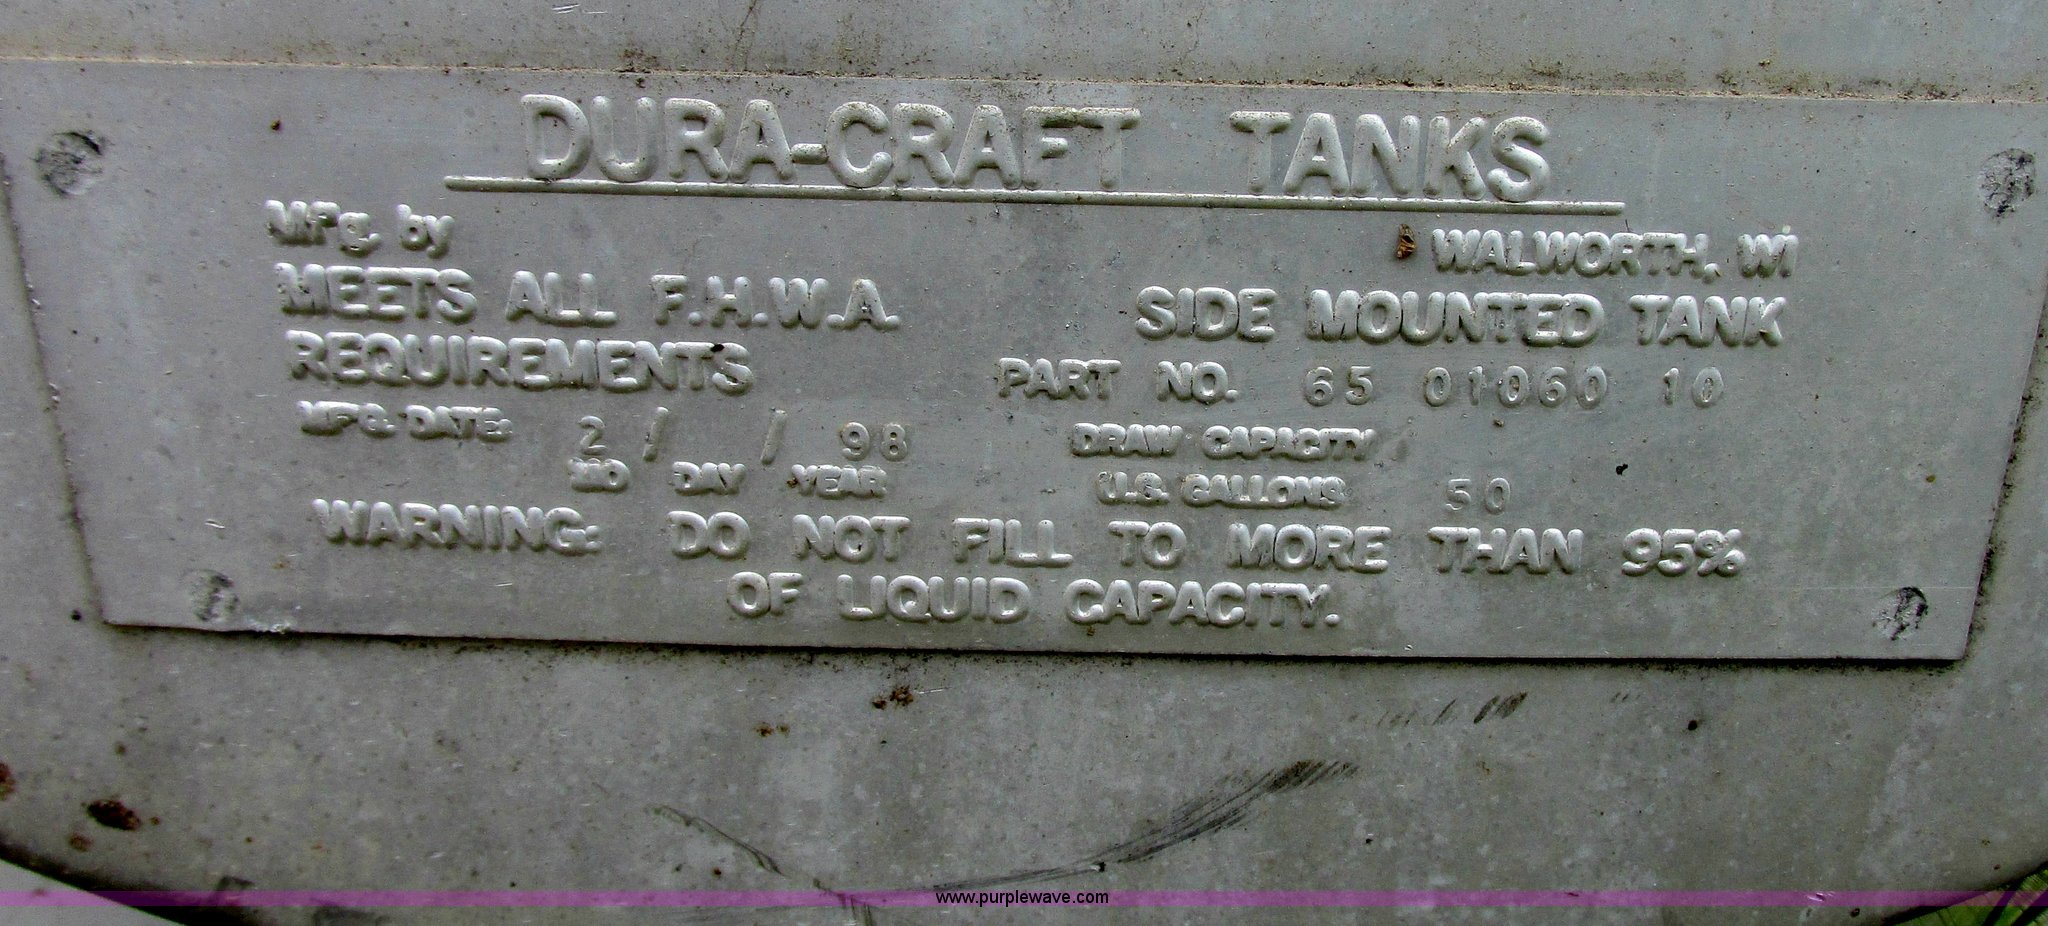 DURA-CRAFT TANKS
Mfg. by WALWORTH, WI
MEETS ALL F.H.W.A. SIDE MOUNTED TANK
REQUIREMENTS PART NO. 65 01060 10
MFG. DATE: 2 / / 98 DRAW CAPACITY
MO DAY YEAR U.S. GALLONS 50
WARNING: DO NOT FILL TO MORE THAN 95%
OF LIQUID CAPACITY.
www.purplewave.com